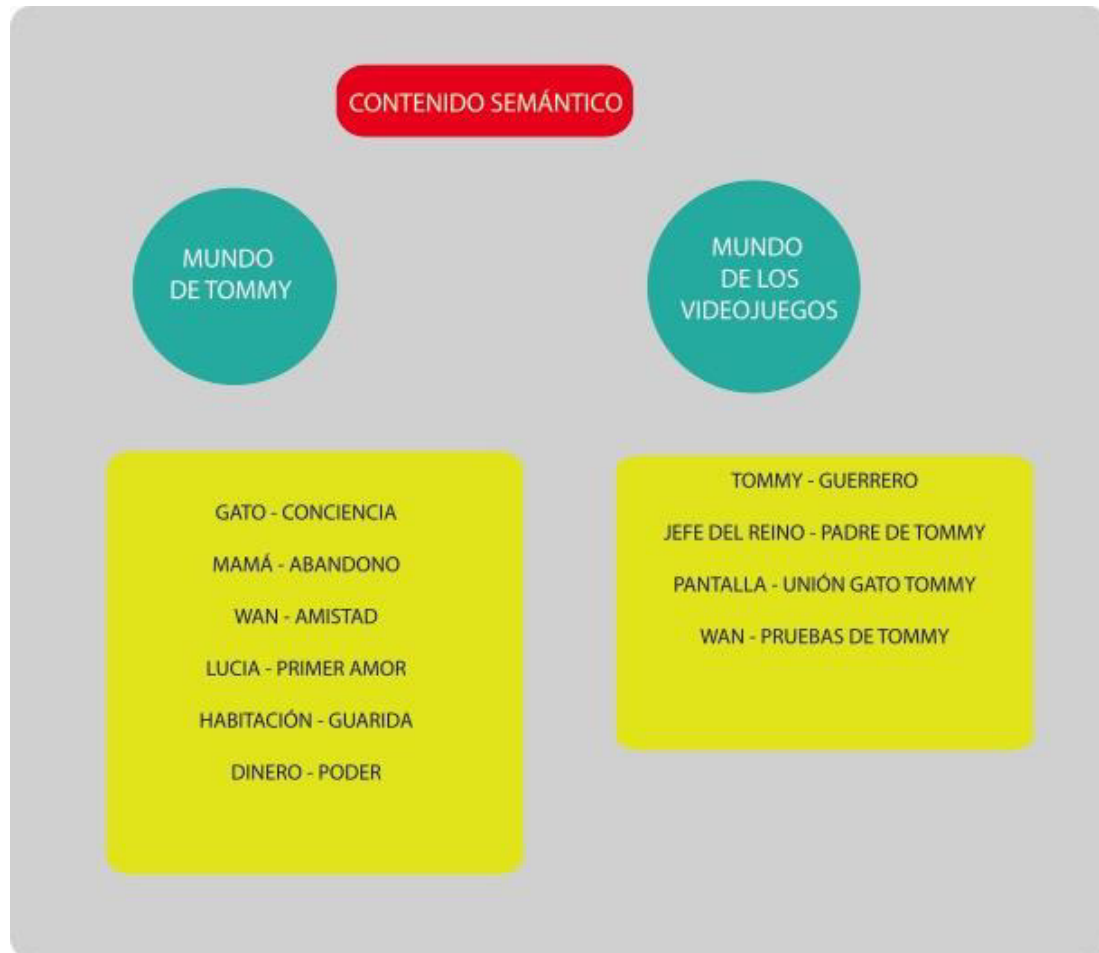 CONTENIDO SEMÁNTICO
MUNDO
DE TOMMY
MUNDO
DE LOS
VIDEOJUEGOS
GATO - CONCIENCIA
MAMÁ - ABANDONO
WAN - AMISTAD
LUCIA - PRIMER AMOR
HABITACIÓN - GUARIDA
DINERO - PODER
TOMMY - GUERRERO
JEFE DEL REINO - PADRE DE TOMMY
PANTALLA - UNIÓN GATO TOMMY
WAN - PRUEBAS DE TOMMY